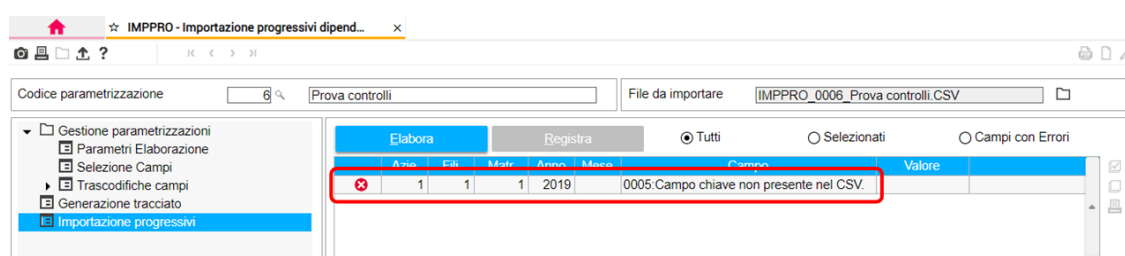 ☆ IMPPRO - Importazione progressivi dipend... ×
?
Codice parametrizzazione 6 Prova controlli File da importare IMPPRO_0006_Prova controlli.CSV
Gestione parametrizzazioni
Parametri Elaborazione
Selezione Campi
Trascodifiche campi
Generazione tracciato
Importazione progressivi
Elabora Registra Tutti Selezionati Campi con Errori
Azie Fili Matr Anno Mese Campo Valore
1 1 1 2019 0005:Campo chiave non presente nel CSV.